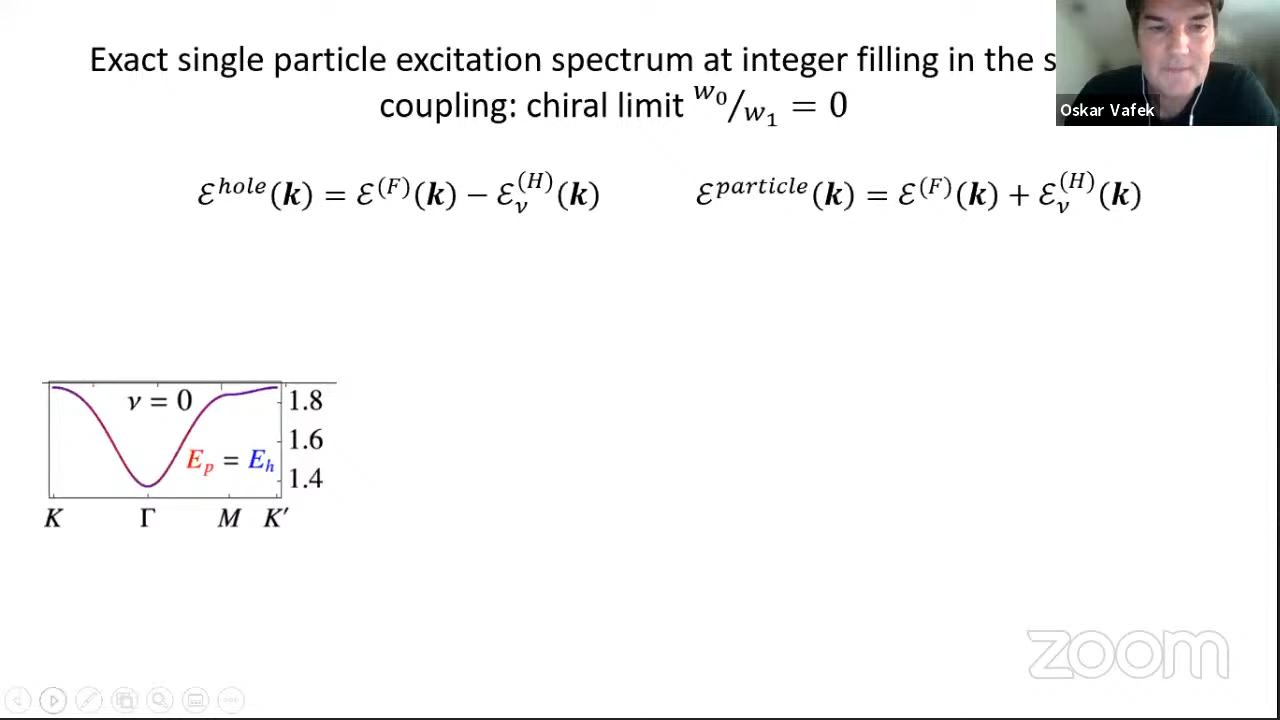 Exact single particle excitation spectrum at integer filling in the s
coupling: chiral limit w₀/w₁ = 0
Oskar Vafek
ℰ^{hole}(𝒌) = ℰ^{(F)}(𝒌) − ℰ_ν^{(H)}(𝒌)
ℰ^{particle}(𝒌) = ℰ^{(F)}(𝒌) + ℰ_ν^{(H)}(𝒌)
ν = 0
1.8
1.6
E_p = E_h
1.4
K Γ M K′
zoom